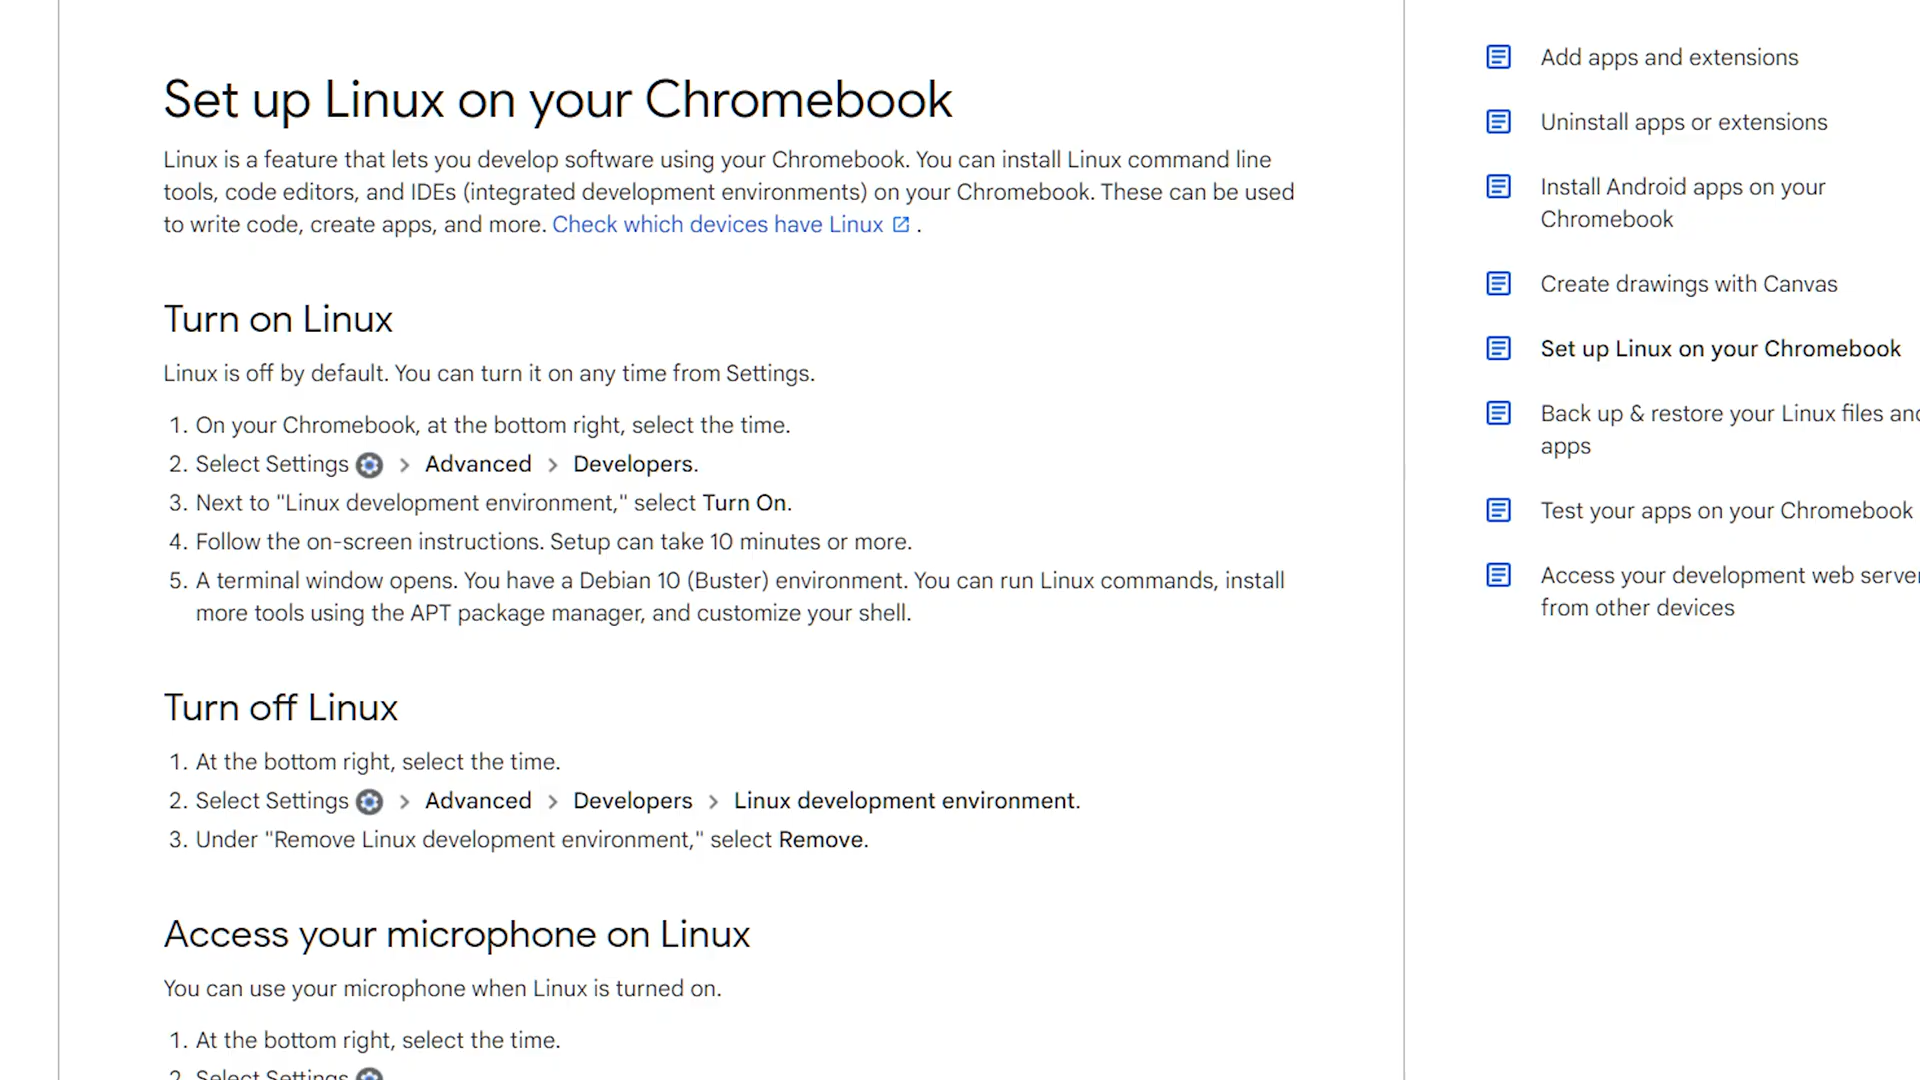 Set up Linux on your Chromebook
Linux is a feature that lets you develop software using your Chromebook. You can install Linux command line
tools, code editors, and IDEs (integrated development environments) on your Chromebook. These can be used
to write code, create apps, and more. Check which devices have Linux .
Turn on Linux
Linux is off by default. You can turn it on any time from Settings.
1. On your Chromebook, at the bottom right, select the time.
2. Select Settings > Advanced > Developers.
3. Next to "Linux development environment," select Turn On.
4. Follow the on-screen instructions. Setup can take 10 minutes or more.
5. A terminal window opens. You have a Debian 10 (Buster) environment. You can run Linux commands, install
more tools using the APT package manager, and customize your shell.
Turn off Linux
1. At the bottom right, select the time.
2. Select Settings > Advanced > Developers > Linux development environment.
3. Under "Remove Linux development environment," select Remove.
Access your microphone on Linux
You can use your microphone when Linux is turned on.
1. At the bottom right, select the time.
2. Select Settings
Add apps and extensions
Uninstall apps or extensions
Install Android apps on your
Chromebook
Create drawings with Canvas
Set up Linux on your Chromebook
Back up & restore your Linux files and
apps
Test your apps on your Chromebook
Access your development web server
from other devices